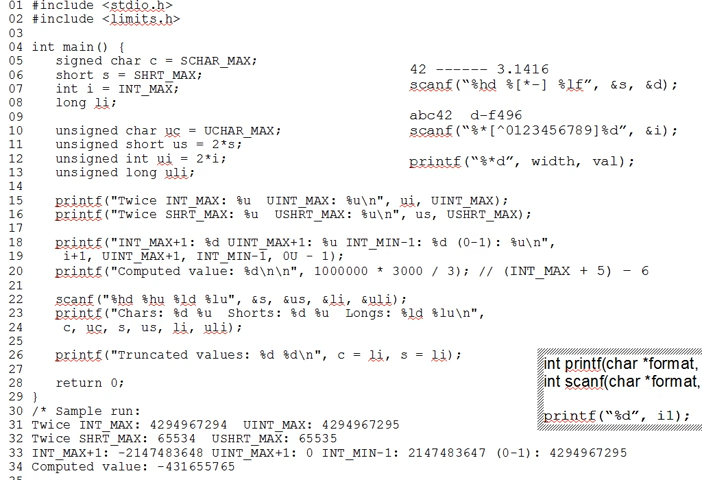 01 #include <stdio.h>
02 #include <limits.h>
03
04 int main() {
05 signed char c = SCHAR_MAX;
06 short s = SHRT_MAX;
07 int i = INT_MAX;
08 long li;
09
10 unsigned char uc = UCHAR_MAX;
11 unsigned short us = 2*s;
12 unsigned int ui = 2*i;
13 unsigned long uli;
14
15 printf("Twice INT_MAX: %u  UINT_MAX: %u\n", ui, UINT_MAX);
16 printf("Twice SHRT_MAX: %u  USHRT_MAX: %u\n", us, USHRT_MAX);
17
18 printf("INT_MAX+1: %d UINT_MAX+1: %u INT_MIN-1: %d (0-1): %u\n",
19 i+1, UINT_MAX+1, INT_MIN-1, 0U - 1);
20 printf("Computed value: %d\n\n", 1000000 * 3000 / 3); // (INT_MAX + 5) – 6
21
22 scanf("%hd %hu %ld %lu", &s, &us, &li, &uli);
23 printf("Chars: %d %u  Shorts: %d %u  Longs: %ld %lu\n",
24 c, uc, s, us, li, uli);
25
26 printf("Truncated values: %d %d\n", c = li, s = li);
27
28 return 0;
29 }
30 /* Sample run:
31 Twice INT_MAX: 4294967294  UINT_MAX: 4294967295
32 Twice SHRT_MAX: 65534  USHRT_MAX: 65535
33 INT_MAX+1: -2147483648 UINT_MAX+1: 0 INT_MIN-1: 2147483647 (0-1): 4294967295
34 Computed value: -431655765
42 ------ 3.1416
scanf(“%hd %[*-] %lf”, &s, &d);
abc42  d-f496
scanf(“%*[^0123456789]%d”, &i);
printf(“%*d”, width, val);
int printf(char *format,
int scanf(char *format,
printf(“%d”, i1);